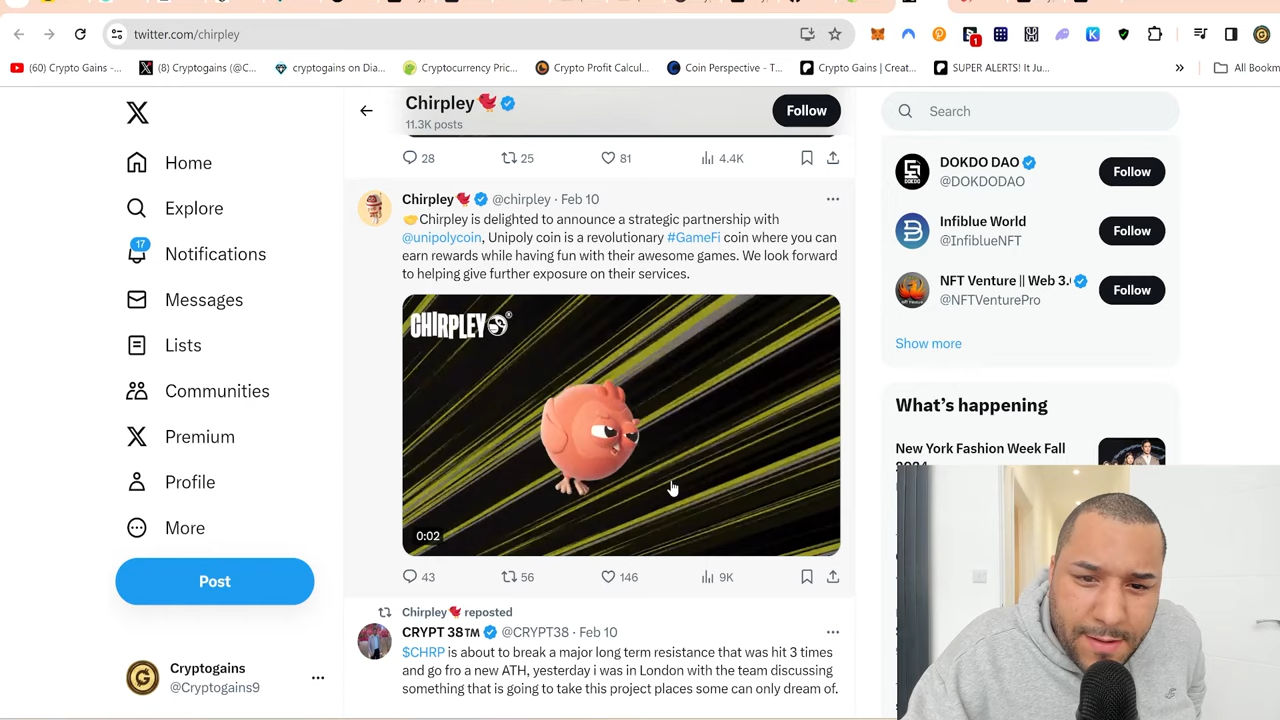 twitter.com/chirpley
1
(60) Crypto Gains -...
(8) Cryptogains (@C...
cryptogains on Dia...
Cryptocurrency Pric...
Crypto Profit Calcul...
Coin Perspective - T...
Crypto Gains | Creat...
SUPER ALERTS! It Ju...
»
All Bookm
Home
Explore
17
Notifications
Messages
Lists
Communities
Premium
Profile
More
Post
Cryptogains
@Cryptogains9
Chirpley
11.3K posts
Follow
28 25 81 4.4K
Chirpley @chirpley · Feb 10
🤝Chirpley is delighted to announce a strategic partnership with
@unipolycoin, Unipoly coin is a revolutionary #GameFi coin where you can
earn rewards while having fun with their awesome games. We look forward
to helping give further exposure on their services.
CHIRPLEY
0:02
43 56 146 9K
Chirpley reposted
CRYPT 38™ @CRYPT38 · Feb 10
$CHRP is about to break a major long term resistance that was hit 3 times
and go fro a new ATH, yesterday i was in London with the team discussing
something that is going to take this project places some can only dream of.
Search
DOKDO DAO
@DOKDODAO
Follow
Infiblue World
@InfiblueNFT
Follow
NFT Venture || Web 3.
@NFTVenturePro
Follow
Show more
What's happening
New York Fashion Week Fall